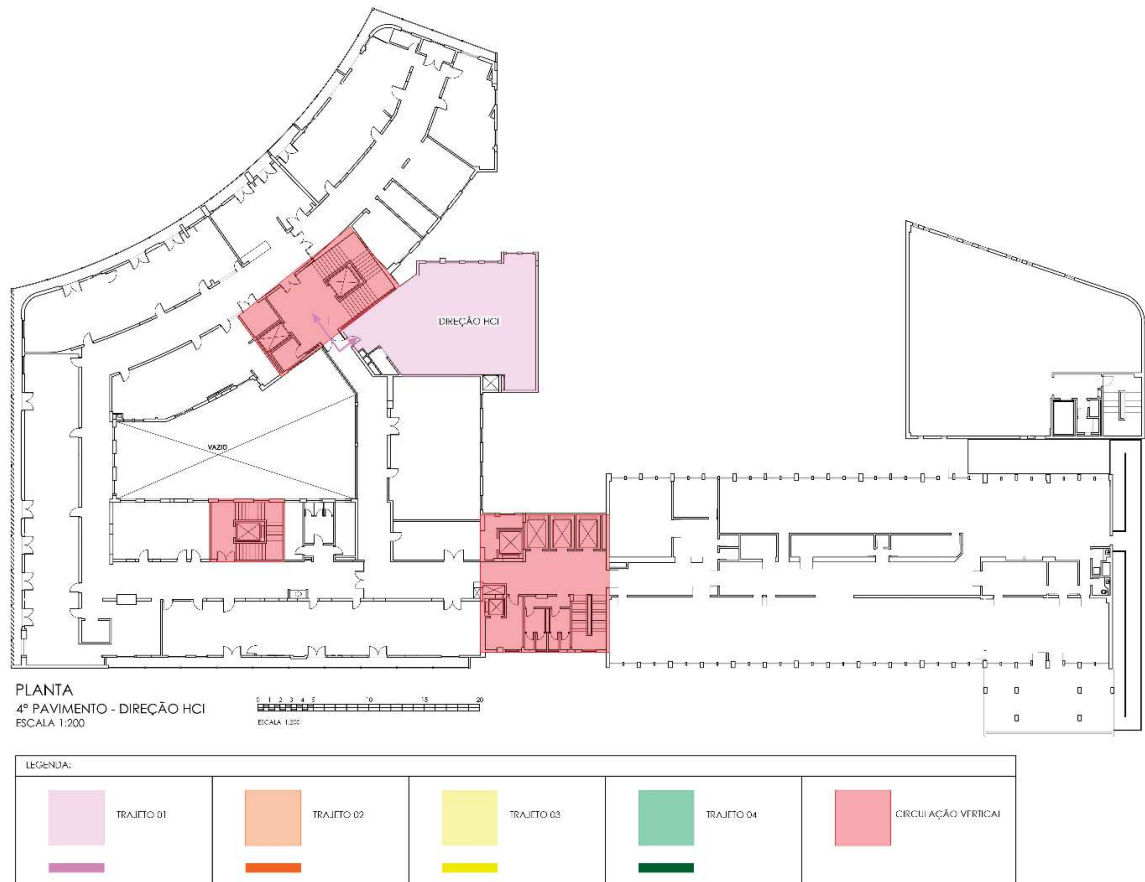 DIREÇÃO HCI
VAZIO
PLANTA
4º PAVIMENTO - DIREÇÃO HCI
ESCALA 1:200
0 1 2 3 4 5 10 15 20
ESCALA 1:200
LEGENDA:
TRAJETO 01
TRAJETO 02
TRAJETO 03
TRAJETO 04
CIRCULAÇÃO VERTICAL